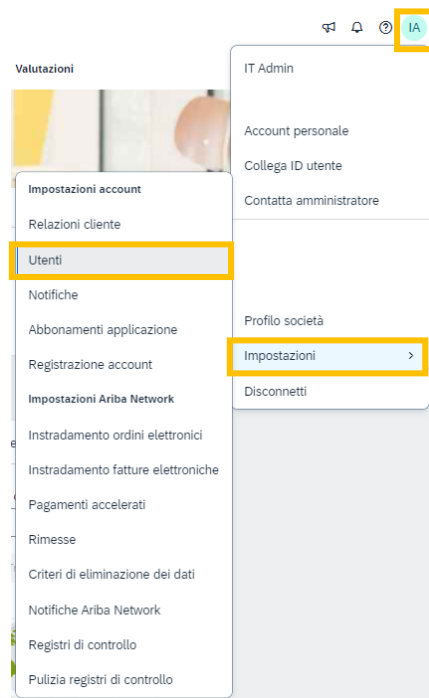 IA
Valutazioni
IT Admin
Account personale
Collega ID utente
Contatta amministratore
Profilo società
Impostazioni
Disconnetti
Impostazioni account
Relazioni cliente
Utenti
Notifiche
Abbonamenti applicazione
Registrazione account
Impostazioni Ariba Network
Instradamento ordini elettronici
Instradamento fatture elettroniche
Pagamenti accelerati
Rimesse
Criteri di eliminazione dei dati
Notifiche Ariba Network
Registri di controllo
Pulizia registri di controllo